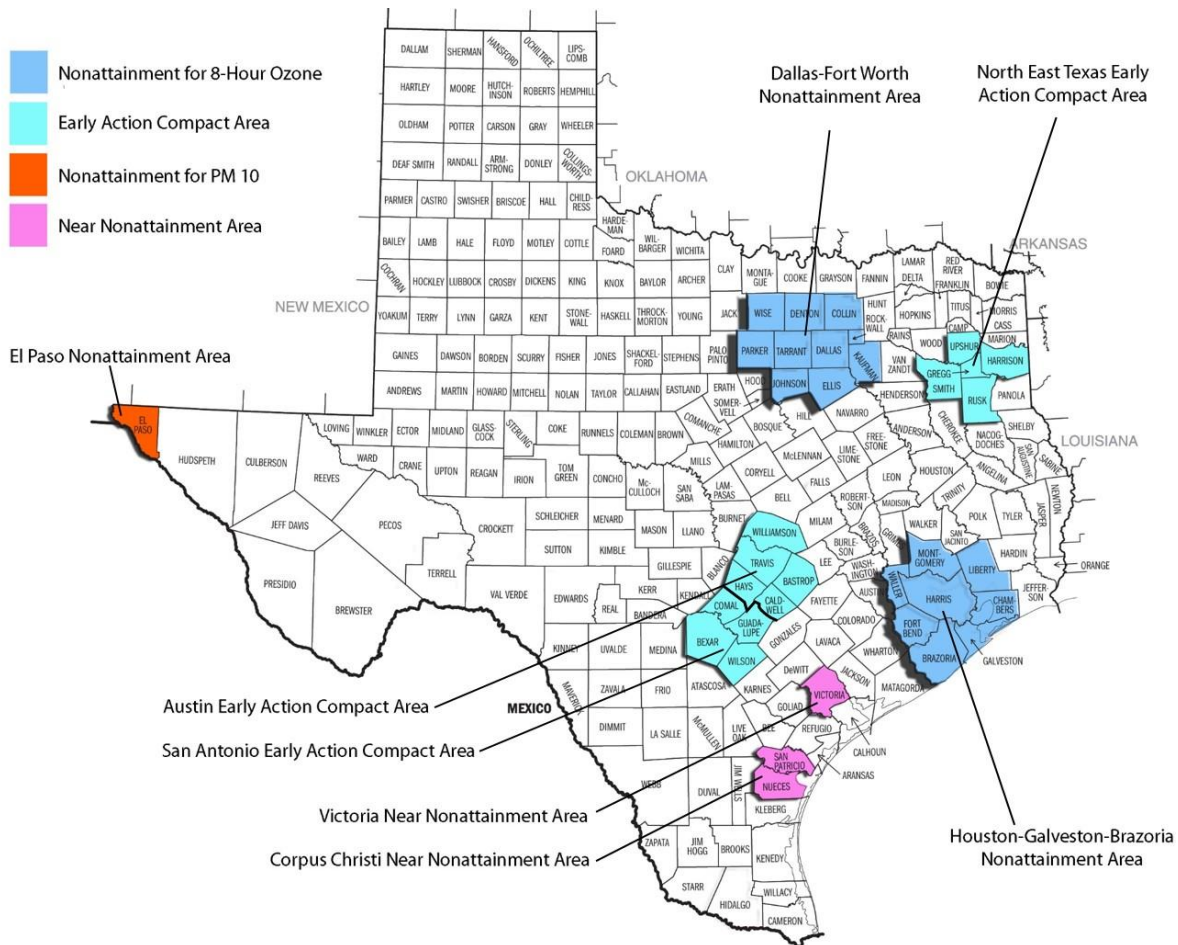 Nonattainment for 8-Hour Ozone
Early Action Compact Area
Nonattainment for PM 10
Near Nonattainment Area
Dallas-Fort Worth
Nonattainment Area
North East Texas Early
Action Compact Area
El Paso Nonattainment Area
Austin Early Action Compact Area
San Antonio Early Action Compact Area
Victoria Near Nonattainment Area
Corpus Christi Near Nonattainment Area
Houston-Galveston-Brazoria
Nonattainment Area
OKLAHOMA
ARKANSAS
NEW MEXICO
LOUISIANA
MEXICO
DALLAM
SHERMAN
HANSFORD
OCHILTREE
LIPS-
COMB
HARTLEY
MOORE
HUTCH-
INSON
ROBERTS
HEMPHILL
OLDHAM
POTTER
CARSON
GRAY
WHEELER
DEAF SMITH
RANDALL
ARM-
STRONG
DONLEY
COLLINGS-
WORTH
PARMER
CASTRO
SWISHER
BRISCOE
HALL
CHILD-
RESS
HARDE-
MAN
BAILEY
LAMB
HALE
FLOYD
MOTLEY
COTTLE
FOARD
WIL-
BARGER
WICHITA
CLAY
MONTA-
GUE
COOKE
GRAYSON
FANNIN
LAMAR
DELTA
RED
RIVER
FRANKLIN
BOWIE
COCHRAN
HOCKLEY
LUBBOCK
CROSBY
DICKENS
KING
KNOX
BAYLOR
ARCHER
JACK
WISE
DENTON
COLLIN
HUNT
ROCK-
WALL
HOPKINS
TITUS
CAMP
MORRIS
CASS
YOAKUM
TERRY
LYNN
GARZA
KENT
STONE-
WALL
HASKELL
THROCK-
MORTON
YOUNG
PALO
PINTO
PARKER
TARRANT
DALLAS
KAUFMAN
RAINS
WOOD
UPSHUR
MARION
HARRISON
VAN
ZANDT
GREGG
SMITH
RUSK
PANOLA
GAINES
DAWSON
BORDEN
SCURRY
FISHER
JONES
SHACKEL-
FORD
STEPHENS
ANDREWS
MARTIN
HOWARD
MITCHELL
NOLAN
TAYLOR
CALLAHAN
EASTLAND
ERATH
HOOD
SOMER-
VELL
JOHNSON
ELLIS
HENDERSON
EL
PASO
HUDSPETH
CULBERSON
REEVES
LOVING
WINKLER
ECTOR
MIDLAND
GLASS-
COCK
STERLING
COKE
RUNNELS
COLEMAN
BROWN
COMANCHE
BOSQUE
HILL
NAVARRO
ANDERSON
CHEROKEE
NACOG-
DOCHES
SHELBY
SAN
AUGUSTINE
SABINE
WARD
CRANE
UPTON
REAGAN
IRION
TOM
GREEN
CONCHO
Mc-
CULLOCH
SAN
SABA
MILLS
HAMILTON
LAM-
PASAS
CORYELL
McLENNAN
LIME-
STONE
FREE-
STONE
LEON
HOUSTON
ANGELINA
TRINITY
POLK
TYLER
JASPER
NEWTON
JEFF DAVIS
PECOS
CROCKETT
SCHLEICHER
MENARD
MASON
LLANO
BURNET
BELL
FALLS
ROBERT-
SON
MADISON
WALKER
SAN
JACINTO
HARDIN
ORANGE
JEFFER-
SON
PRESIDIO
BREWSTER
TERRELL
VAL VERDE
SUTTON
KIMBLE
GILLESPIE
BLANCO
WILLIAMSON
TRAVIS
MILAM
BURLE-
SON
BRAZOS
GRIMES
LEE
WASH-
INGTON
MONT-
GOMERY
LIBERTY
EDWARDS
REAL
KERR
BANDERA
KENDALL
HAYS
COMAL
BASTROP
CALD-
WELL
FAYETTE
AUSTIN
WALLER
HARRIS
CHAM-
BERS
KINNEY
UVALDE
MEDINA
BEXAR
GUADA-
LUPE
WILSON
GONZALES
LAVACA
COLORADO
WHARTON
FORT
BEND
BRAZORIA
GALVESTON
MAVERICK
ZAVALA
FRIO
ATASCOSA
KARNES
DeWITT
JACKSON
MATAGORDA
VICTORIA
GOLIAD
CALHOUN
DIMMIT
LA SALLE
McMULLEN
LIVE
OAK
BEE
REFUGIO
ARANSAS
SAN
PATRICIO
NUECES
WEBB
DUVAL
JIM WELLS
KLEBERG
ZAPATA
JIM
HOGG
BROOKS
KENEDY
STARR
HIDALGO
WILLACY
CAMERON